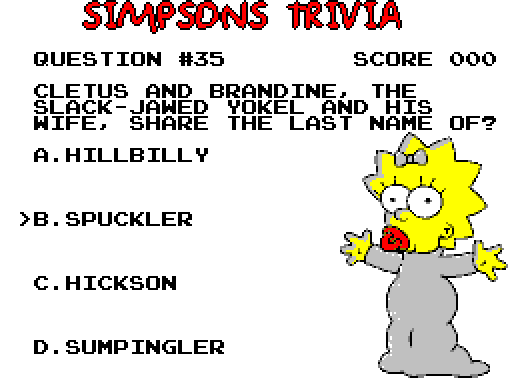 SIMPSONS TRIVIA
QUESTION #35 SCORE 000
CLETUS AND BRANDINE, THE
SLACK-JAWED YOKEL AND HIS
WIFE, SHARE THE LAST NAME OF?
A.HILLBILLY
>B.SPUCKLER
C.HICKSON
D.SUMPINGLER